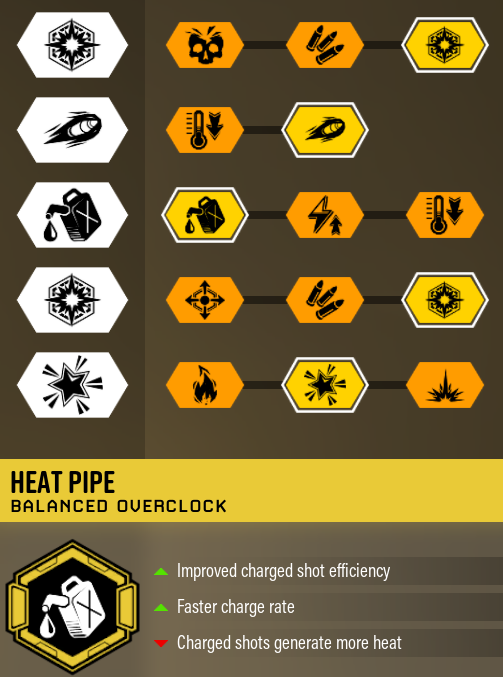 HEAT PIPE
BALANCED OVERCLOCK
Improved charged shot efficiency
Faster charge rate
Charged shots generate more heat